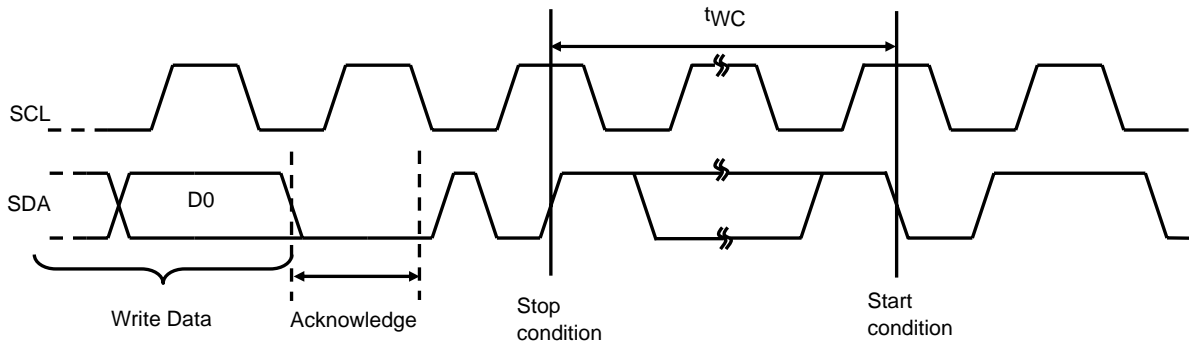 tWC
SCL
SDA
D0
Write Data
Acknowledge
Stop
condition
Start
condition